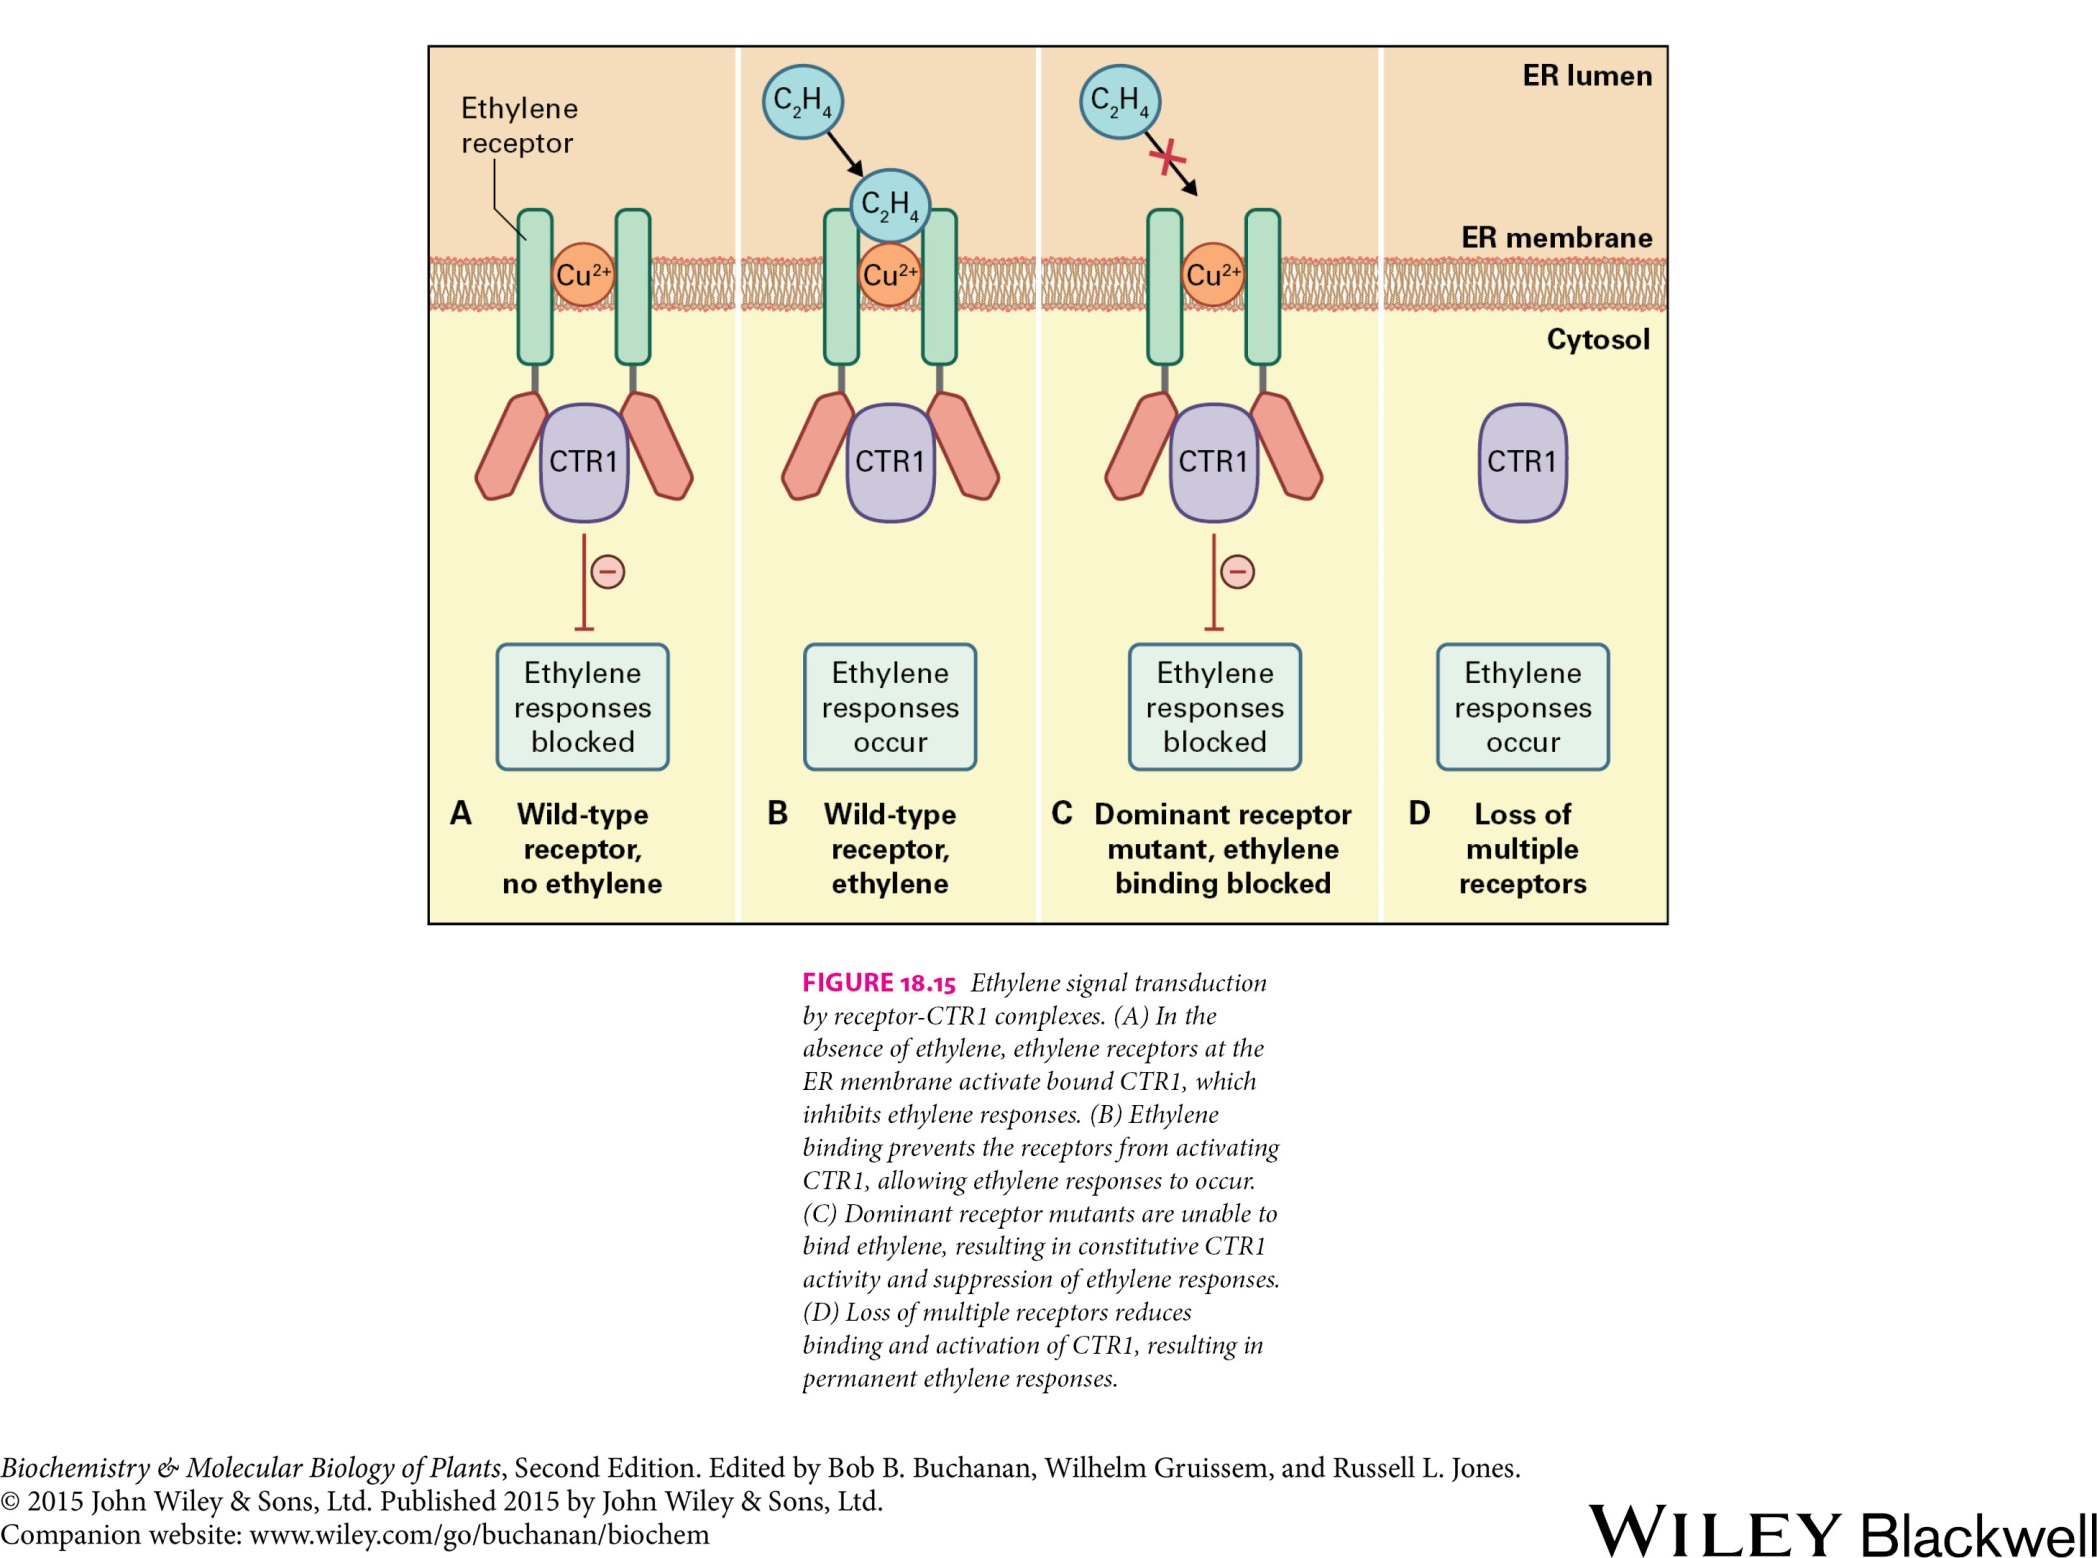 Ethylene
receptor
C₂H₄
C₂H₄
C₂H₄
ER lumen
ER membrane
Cu²⁺
Cu²⁺
Cu²⁺
Cytosol
CTR1
CTR1
CTR1
CTR1
−
−
Ethylene
responses
blocked
Ethylene
responses
occur
Ethylene
responses
blocked
Ethylene
responses
occur
A Wild-type
receptor,
no ethylene
B Wild-type
receptor,
ethylene
C Dominant receptor
mutant, ethylene
binding blocked
D Loss of
multiple
receptors
FIGURE 18.15 Ethylene signal transduction
by receptor-CTR1 complexes. (A) In the
absence of ethylene, ethylene receptors at the
ER membrane activate bound CTR1, which
inhibits ethylene responses. (B) Ethylene
binding prevents the receptors from activating
CTR1, allowing ethylene responses to occur.
(C) Dominant receptor mutants are unable to
bind ethylene, resulting in constitutive CTR1
activity and suppression of ethylene responses.
(D) Loss of multiple receptors reduces
binding and activation of CTR1, resulting in
permanent ethylene responses.
Biochemistry & Molecular Biology of Plants, Second Edition. Edited by Bob B. Buchanan, Wilhelm Gruissem, and Russell L. Jones.
© 2015 John Wiley & Sons, Ltd. Published 2015 by John Wiley & Sons, Ltd.
Companion website: www.wiley.com/go/buchanan/biochem
WILEY Blackwell